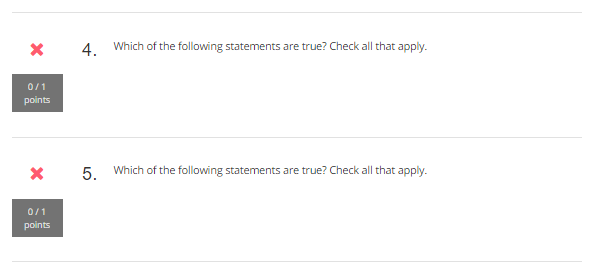 4. Which of the following statements are true? Check all that apply.
0 / 1
points
5. Which of the following statements are true? Check all that apply.
0 / 1
points